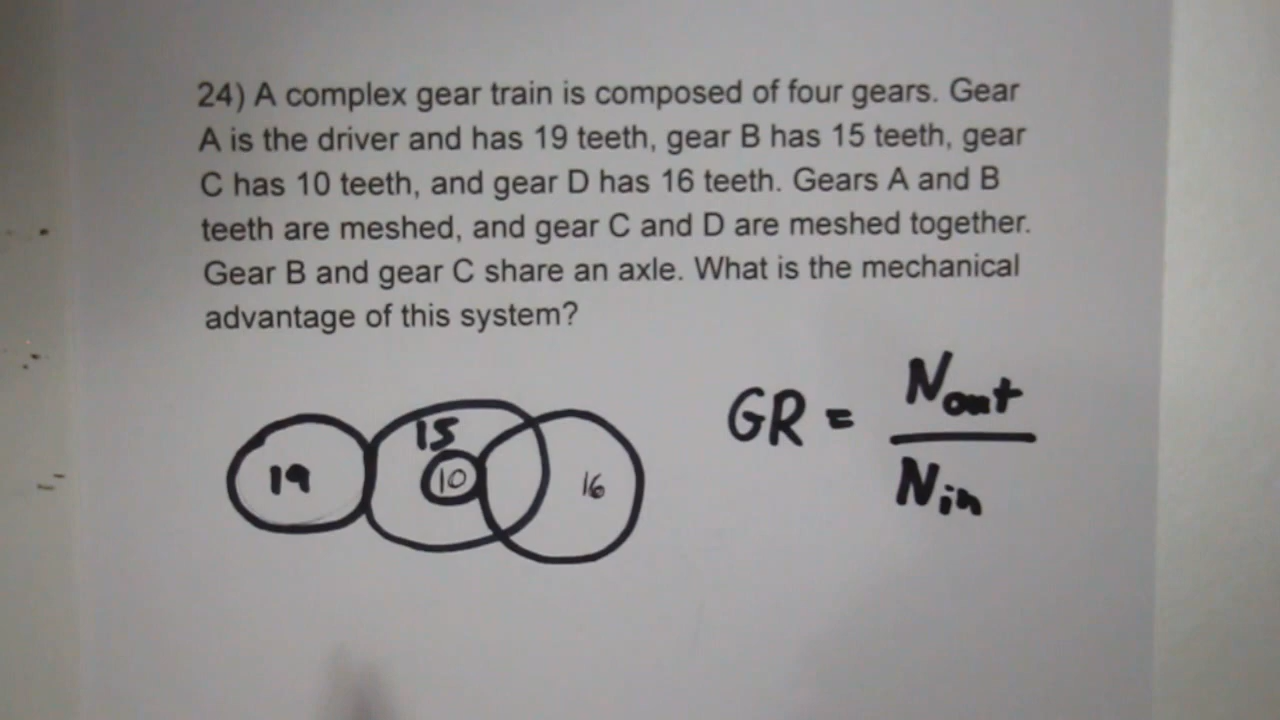 24) A complex gear train is composed of four gears. Gear
A is the driver and has 19 teeth, gear B has 15 teeth, gear
C has 10 teeth, and gear D has 16 teeth. Gears A and B
teeth are meshed, and gear C and D are meshed together.
Gear B and gear C share an axle. What is the mechanical
advantage of this system?
19
15
10
16
GR = Nout
Nin